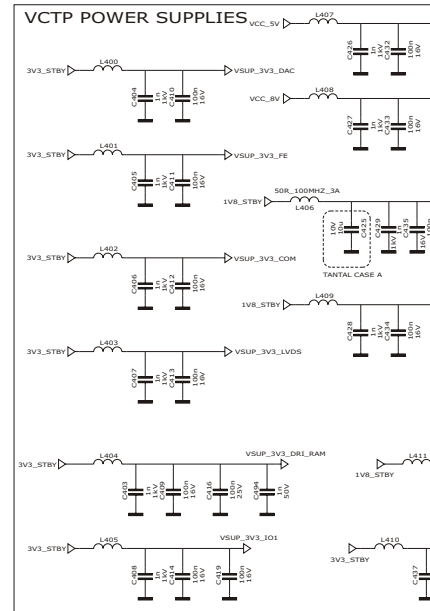 VCTP POWER SUPPLIES
VCC_5V
L407
C426
1n
1kV
C432
100n
16V
3V3_STBY
L400
VSUP_3V3_DAC
C404
1n
1kV
C410
100n
16V
VCC_8V
L408
C427
1n
1kV
C433
100n
16V
3V3_STBY
L401
VSUP_3V3_FE
C405
1n
1kV
C411
100n
16V
1V8_STBY
50R_100MHZ_3A
L406
10V
10u
C425
C429
1kV
1n
C435
16V
TANTAL CASE A
3V3_STBY
L402
VSUP_3V3_COM
C406
1n
1kV
C412
100n
16V
1V8_STBY
L409
C428
1n
1kV
C434
100n
16V
3V3_STBY
L403
VSUP_3V3_LVDS
C407
1n
1kV
C413
100n
16V
3V3_STBY
L404
VSUP_3V3_DRI_RAM
C403
1n
1kV
C409
100n
16V
C416
100n
25V
C494
1n
50V
1V8_STBY
L411
3V3_STBY
L405
VSUP_3V3_IO1
C408
1n
1kV
C414
100n
16V
C419
100n
16V
3V3_STBY
L410
C437